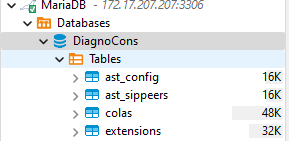 MariaDB - 172.17.207.207:3306
Databases
DiagnoCons
Tables
ast_config 16K
ast_sippeers 16K
colas 48K
extensions 32K